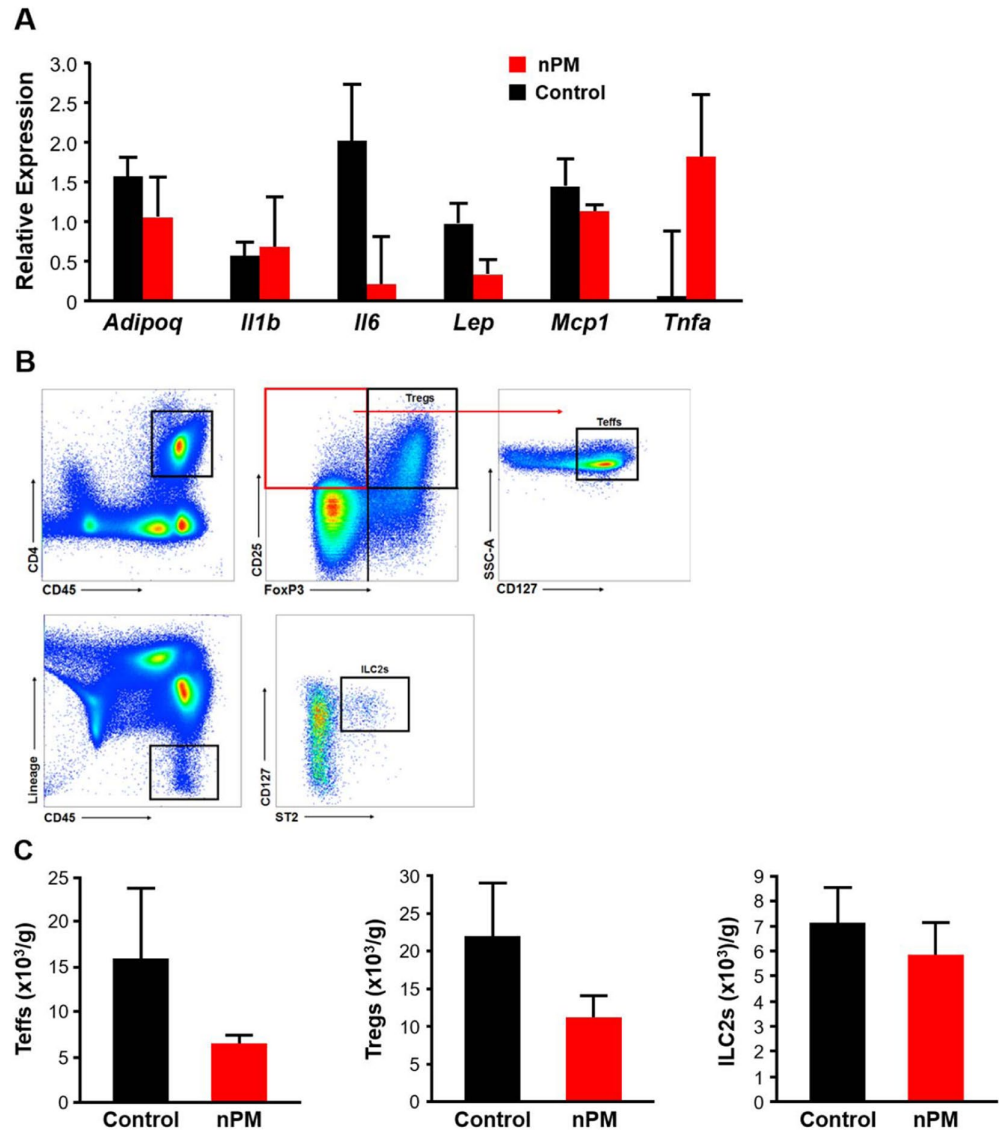 A
Relative Expression
3.0
2.5
2.0
1.5
1.0
0.5
0
nPM
Control
Adipoq Il1b Il6 Lep Mcp1 Tnfa
B
CD4
CD45
Tregs
CD25
FoxP3
Teffs
SSC-A
CD127
Lineage
CD45
ILC2s
CD127
ST2
C
Teffs (x10³/g)
25
20
15
10
5
0
Control nPM
Tregs (x10³/g)
30
25
20
15
10
5
0
Control nPM
ILC2s (x10³)/g)
9
8
7
6
5
4
3
2
1
0
Control nPM